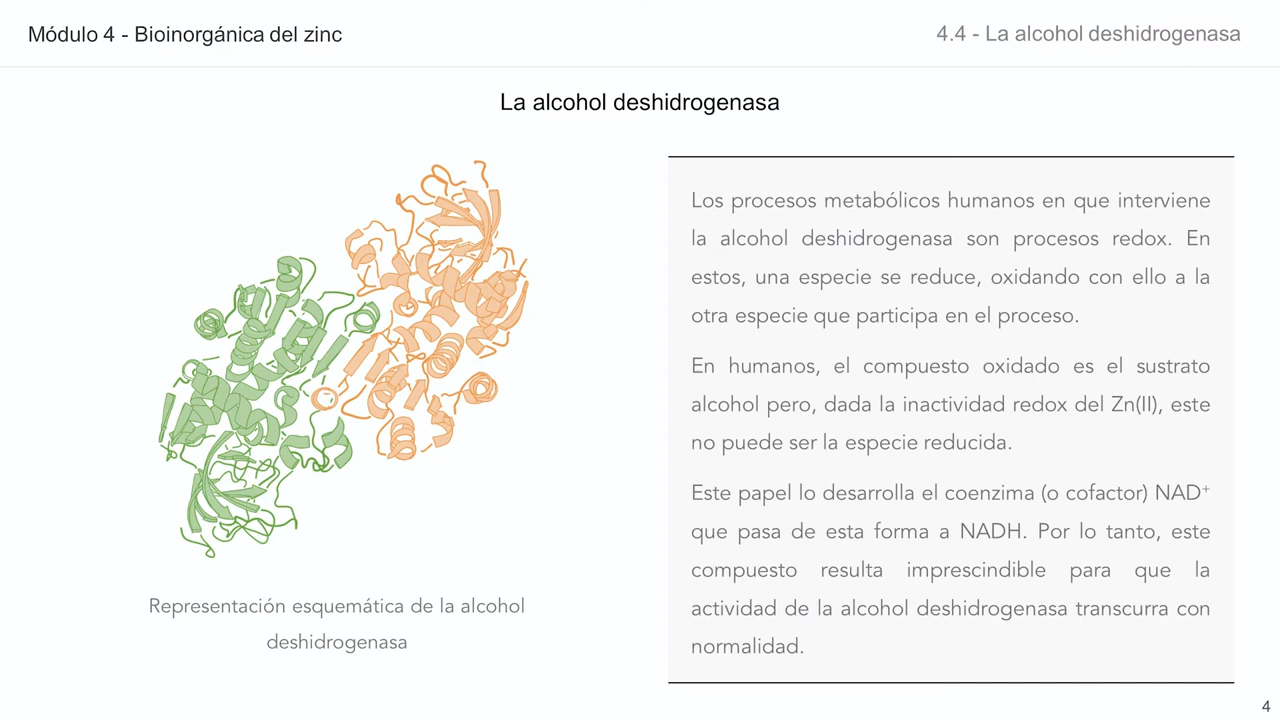 Módulo 4 - Bioinorgánica del zinc
4.4 - La alcohol deshidrogenasa
La alcohol deshidrogenasa
Los procesos metabólicos humanos en que interviene
la alcohol deshidrogenasa son procesos redox. En
estos, una especie se reduce, oxidando con ello a la
otra especie que participa en el proceso.
En humanos, el compuesto oxidado es el sustrato
alcohol pero, dada la inactividad redox del Zn(II), este
no puede ser la especie reducida.
Este papel lo desarrolla el coenzima (o cofactor) NAD⁺
que pasa de esta forma a NADH. Por lo tanto, este
compuesto resulta imprescindible para que la
actividad de la alcohol deshidrogenasa transcurra con
normalidad.
Representación esquemática de la alcohol
deshidrogenasa
4